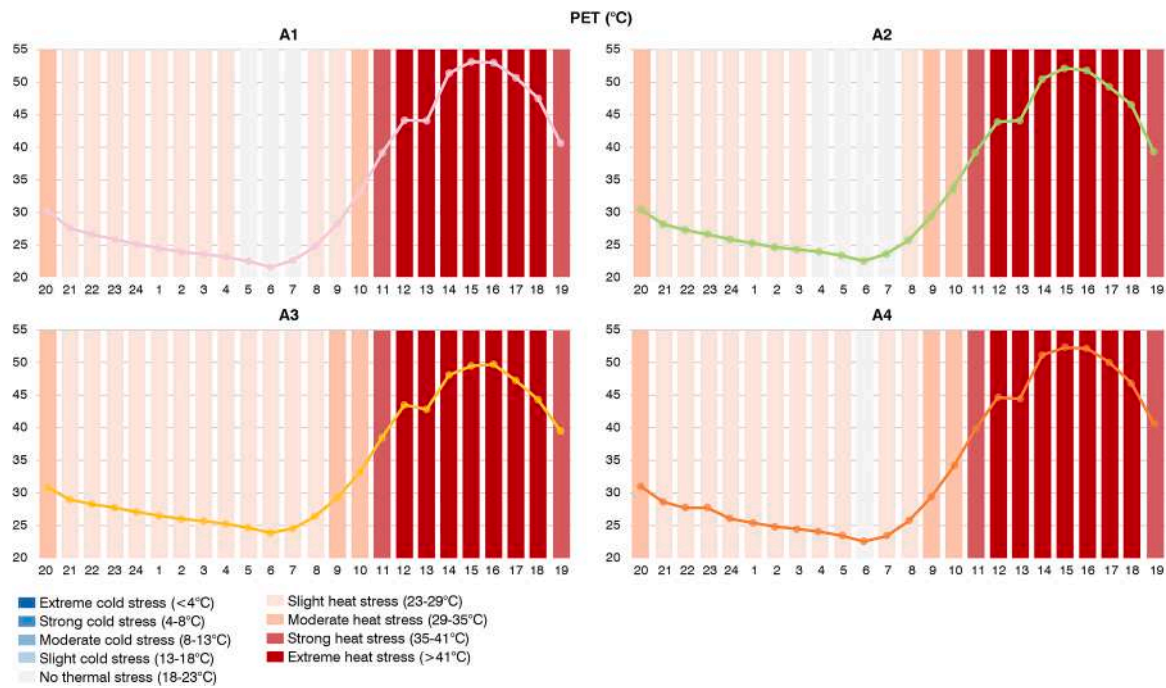 PET (°C)
A1
A2
55
50
45
40
35
30
25
20
20 21 22 23 24 1 2 3 4 5 6 7 8 9 10 11 12 13 14 15 16 17 18 19
55
50
45
40
35
30
25
20
20 21 22 23 24 1 2 3 4 5 6 7 8 9 10 11 12 13 14 15 16 17 18 19
A3
A4
55
50
45
40
35
30
25
20
20 21 22 23 24 1 2 3 4 5 6 7 8 9 10 11 12 13 14 15 16 17 18 19
55
50
45
40
35
30
25
20
20 21 22 23 24 1 2 3 4 5 6 7 8 9 10 11 12 13 14 15 16 17 18 19
Extreme cold stress (<4°C)
Strong cold stress (4-8°C)
Moderate cold stress (8-13°C)
Slight cold stress (13-18°C)
No thermal stress (18-23°C)
Slight heat stress (23-29°C)
Moderate heat stress (29-35°C)
Strong heat stress (35-41°C)
Extreme heat stress (>41°C)